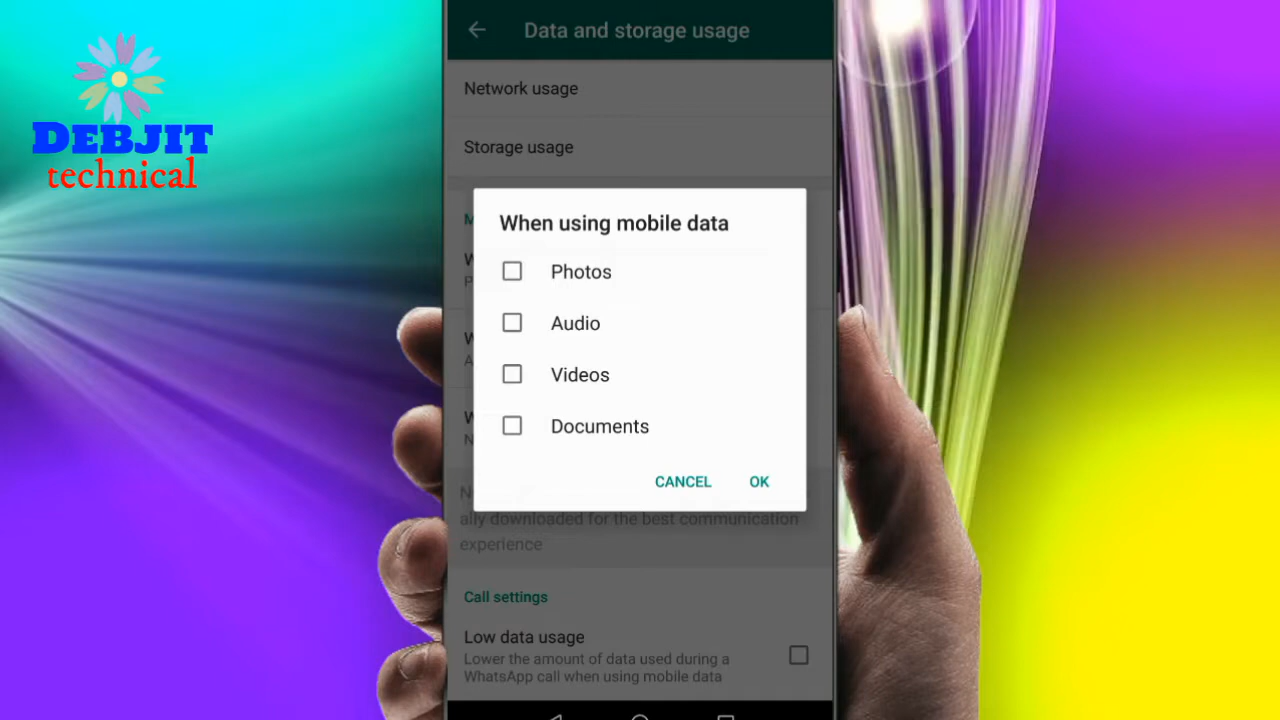 DEBJIT
technical
Data and storage usage
Network usage
Storage usage
When using mobile data
Photos
Audio
Videos
Documents
CANCEL
OK
ally downloaded for the best communication
experience
Call settings
Low data usage
Lower the amount of data used during a
WhatsApp call when using mobile data